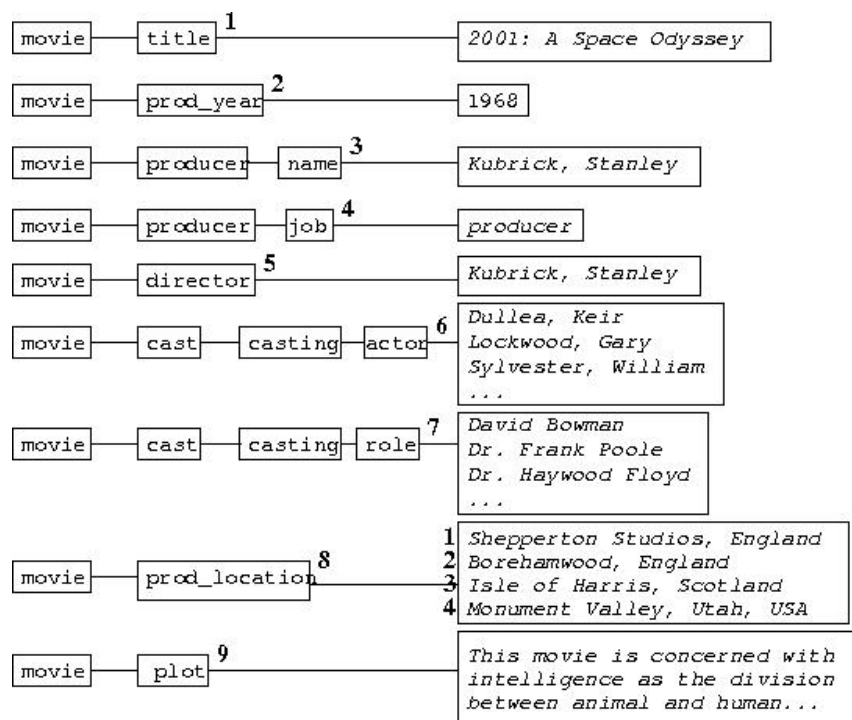 movie title 1 2001: A Space Odyssey
movie prod_year 2 1968
movie producer name 3 Kubrick, Stanley
movie producer job 4 producer
movie director 5 Kubrick, Stanley
movie cast casting actor 6 Dullea, Keir
Lockwood, Gary
Sylvester, William
...
movie cast casting role 7 David Bowman
Dr. Frank Poole
Dr. Haywood Floyd
...
movie prod_location 8
1 Shepperton Studios, England
2 Borehamwood, England
3 Isle of Harris, Scotland
4 Monument Valley, Utah, USA
movie plot 9
This movie is concerned with
intelligence as the division
between animal and human...